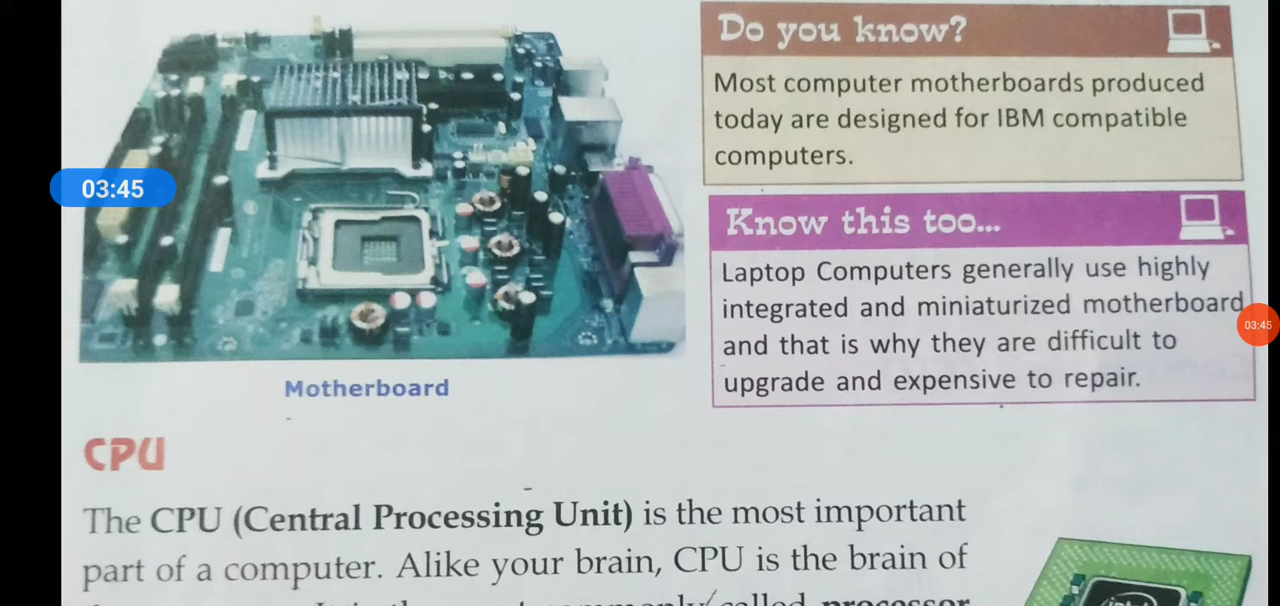 Do you know?
Most computer motherboards produced
today are designed for IBM compatible
computers.
03:45
Know this too...
Laptop Computers generally use highly
integrated and miniaturized motherboard
and that is why they are difficult to
upgrade and expensive to repair.
03:45
Motherboard
CPU
The CPU (Central Processing Unit) is the most important
part of a computer. Alike your brain, CPU is the brain of
called processor